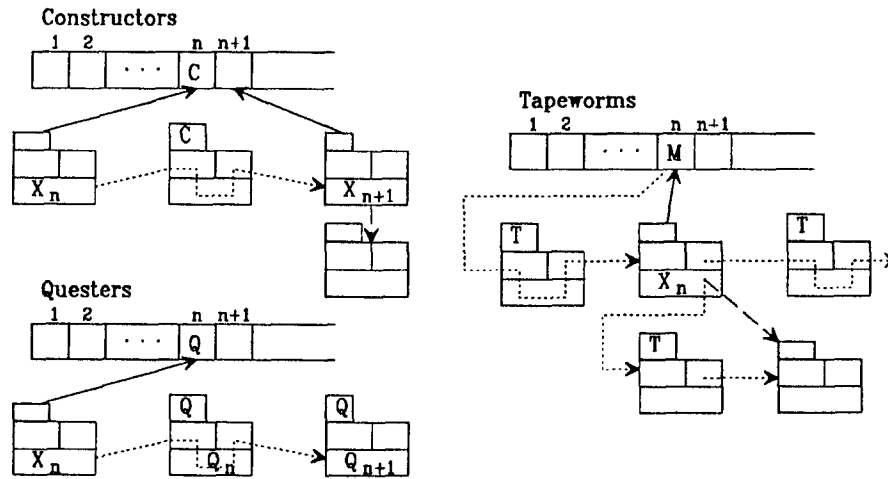 Constructors
1 2 n n+1
· · · C
C
X n X n+1
Questers
1 2 n n+1
· · · Q
Q Q
X n Q n Q n+1
Tapeworms
1 2 n n+1
· · · M
T T
X n
T